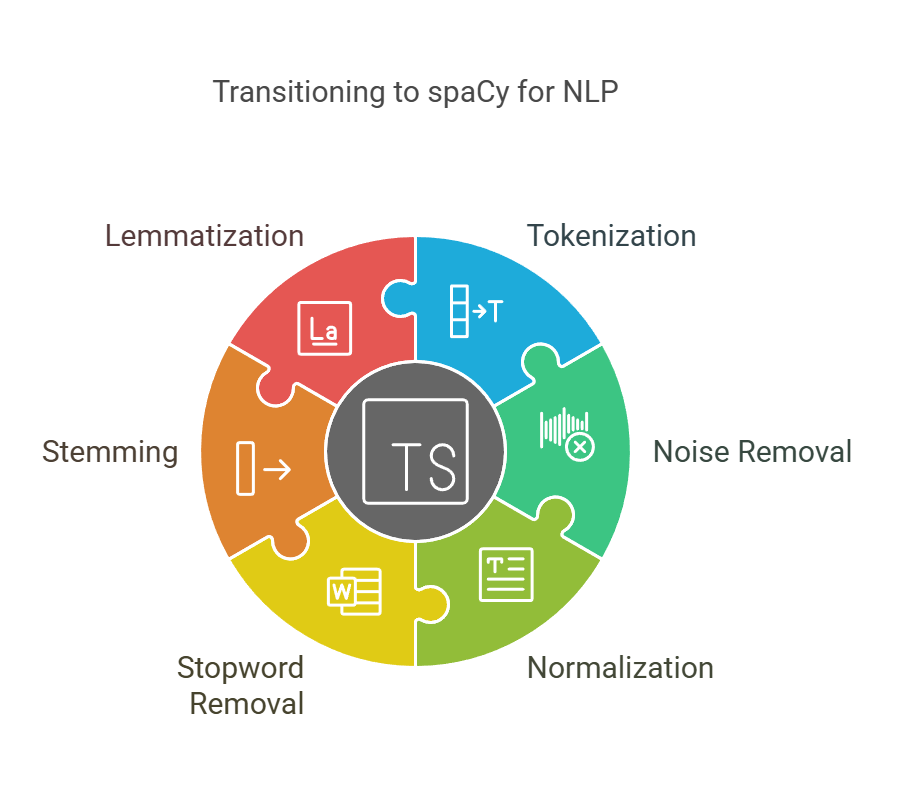 Transitioning to spaCy for NLP
Lemmatization
Tokenization
La
T
TS
Stemming
Noise Removal
T
W
Stopword
Removal
Normalization